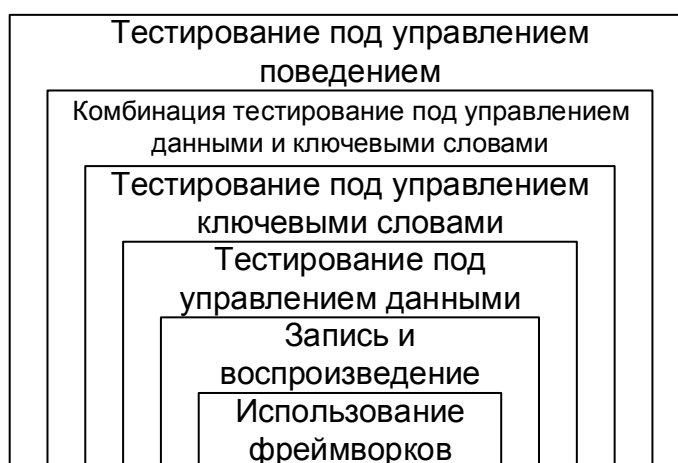 Тестирование под управлением
поведением
Комбинация тестирование под управлением
данными и ключевыми словами
Тестирование под управлением
ключевыми словами
Тестирование под
управлением данными
Запись и
воспроизведение
Использование
фреймворков